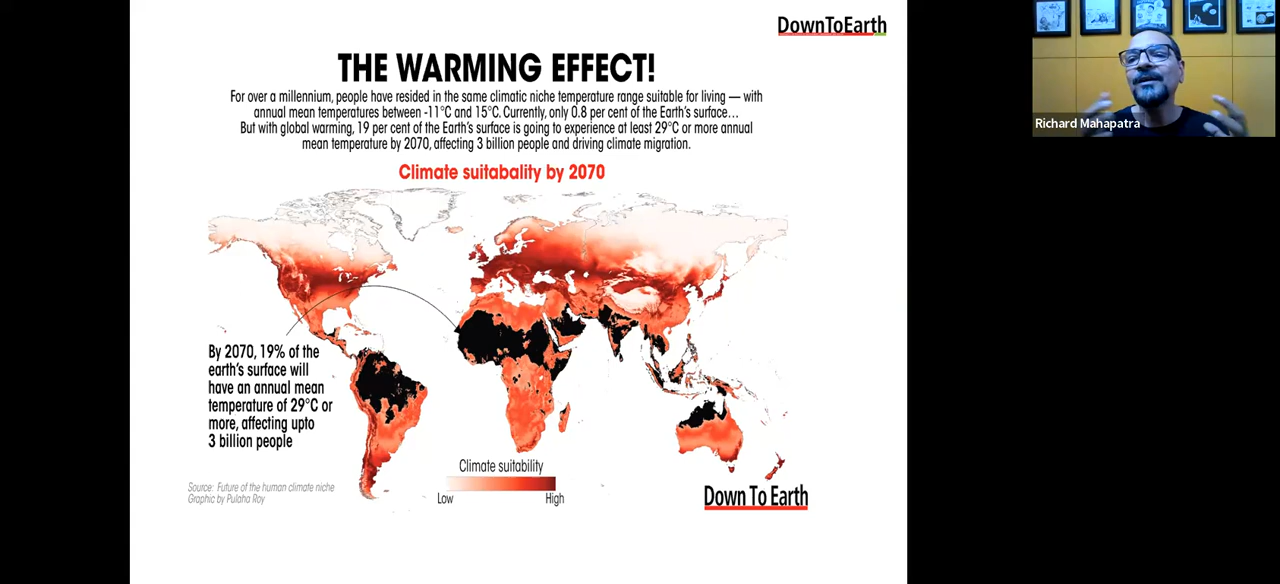 DownToEarth
Richard Mahapatra
THE WARMING EFFECT!
For over a millennium, people have resided in the same climatic niche temperature range suitable for living — with
annual mean temperatures between -11°C and 15°C. Currently, only 0.8 per cent of the Earth's surface...
But with global warming, 19 per cent of the Earth's surface is going to experience at least 29°C or more annual
mean temperature by 2070, affecting 3 billion people and driving climate migration.
Climate suitabality by 2070
By 2070, 19% of the
earth's surface will
have an annual mean
temperature of 29°C or
more, affecting upto
3 billion people
Climate suitability
Low
High
Source: Future of the human climate niche
Graphic by Pulaha Roy
Down To Earth